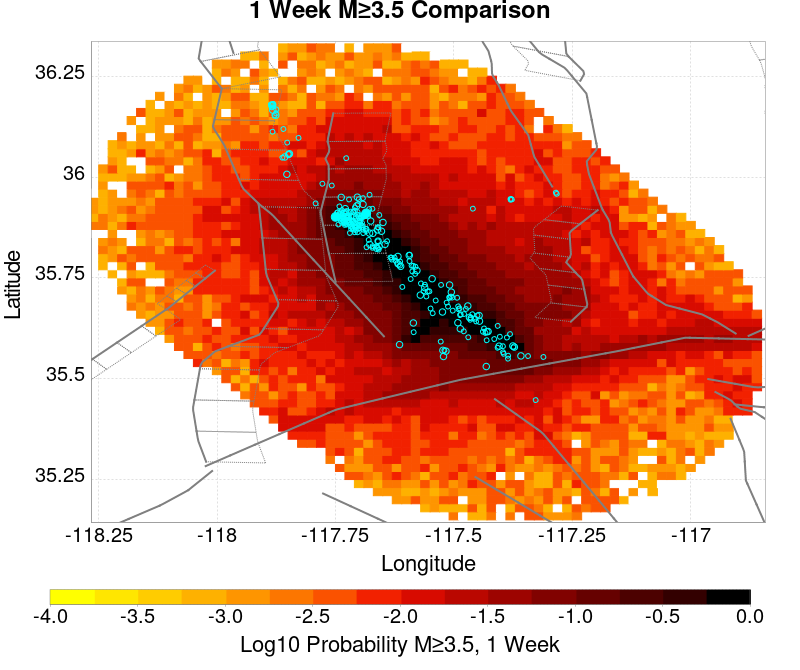 1 Week M≥3.5 Comparison
36.25
36
35.75
35.5
35.25
Latitude
-118.25 -118 -117.75 -117.5 -117.25 -117
Longitude
-4.0 -3.5 -3.0 -2.5 -2.0 -1.5 -1.0 -0.5 0.0
Log10 Probability M≥3.5, 1 Week